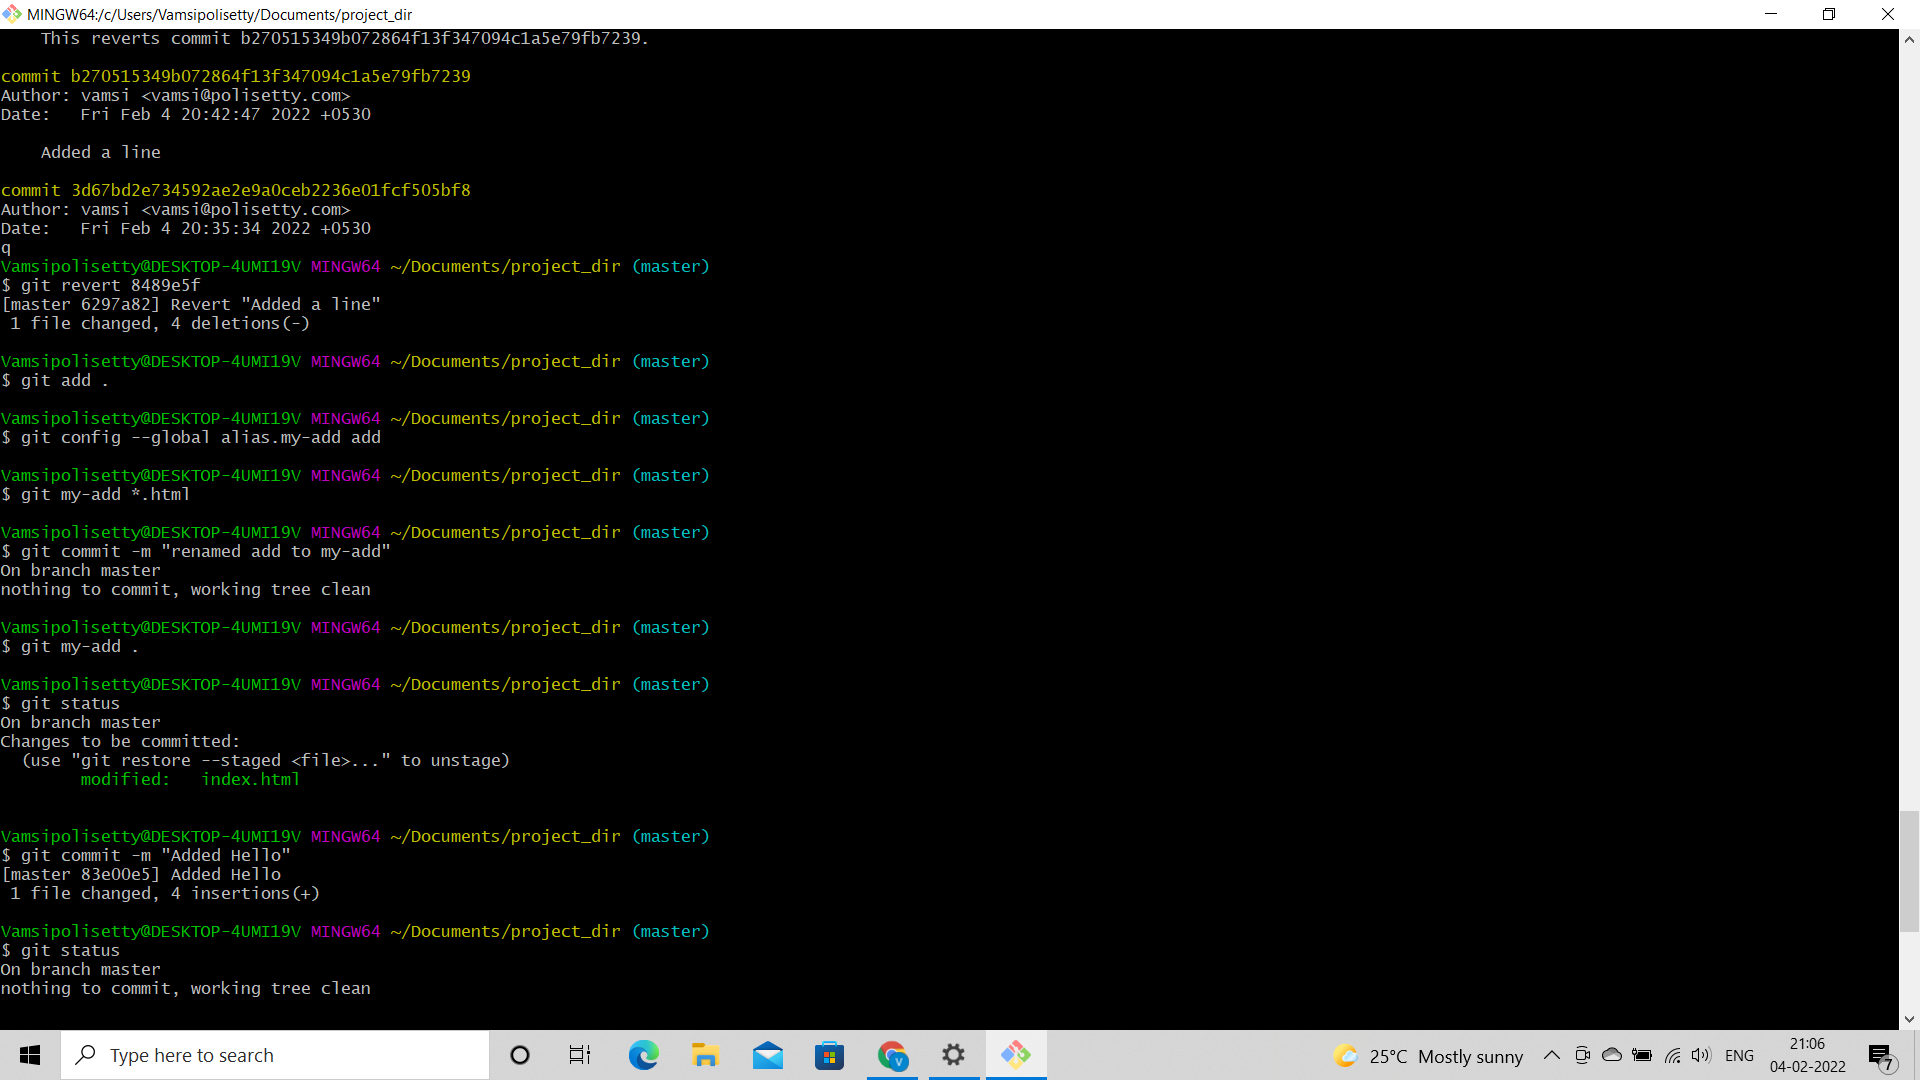 MINGW64:/c/Users/Vamsipolisetty/Documents/project_dir
    This reverts commit b270515349b072864f13f347094c1a5e79fb7239.
commit b270515349b072864f13f347094c1a5e79fb7239
Author: vamsi <vamsi@polisetty.com>
Date:   Fri Feb 4 20:42:47 2022 +0530
    Added a line
commit 3d67bd2e734592ae2e9a0ceb2236e01fcf505bf8
Author: vamsi <vamsi@polisetty.com>
Date:   Fri Feb 4 20:35:34 2022 +0530
q
Vamsipolisetty@DESKTOP-4UMI19V MINGW64 ~/Documents/project_dir (master)
$ git revert 8489e5f
[master 6297a82] Revert "Added a line"
 1 file changed, 4 deletions(-)
Vamsipolisetty@DESKTOP-4UMI19V MINGW64 ~/Documents/project_dir (master)
$ git add .
Vamsipolisetty@DESKTOP-4UMI19V MINGW64 ~/Documents/project_dir (master)
$ git config --global alias.my-add add
Vamsipolisetty@DESKTOP-4UMI19V MINGW64 ~/Documents/project_dir (master)
$ git my-add *.html
Vamsipolisetty@DESKTOP-4UMI19V MINGW64 ~/Documents/project_dir (master)
$ git commit -m "renamed add to my-add"
On branch master
nothing to commit, working tree clean
Vamsipolisetty@DESKTOP-4UMI19V MINGW64 ~/Documents/project_dir (master)
$ git my-add .
Vamsipolisetty@DESKTOP-4UMI19V MINGW64 ~/Documents/project_dir (master)
$ git status
On branch master
Changes to be committed:
  (use "git restore --staged <file>..." to unstage)
        modified:   index.html
Vamsipolisetty@DESKTOP-4UMI19V MINGW64 ~/Documents/project_dir (master)
$ git commit -m "Added Hello"
[master 83e00e5] Added Hello
 1 file changed, 4 insertions(+)
Vamsipolisetty@DESKTOP-4UMI19V MINGW64 ~/Documents/project_dir (master)
$ git status
On branch master
nothing to commit, working tree clean
Type here to search
V
25°C Mostly sunny
ENG
21:06
04-02-2022
7